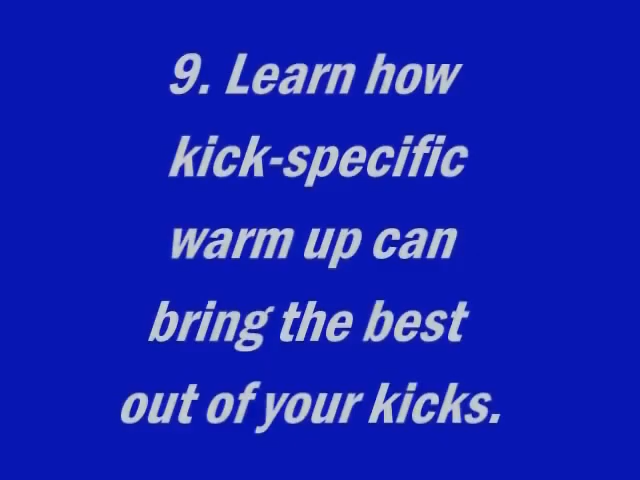 9. Learn how
kick-specific
warm up can
bring the best
out of your kicks.